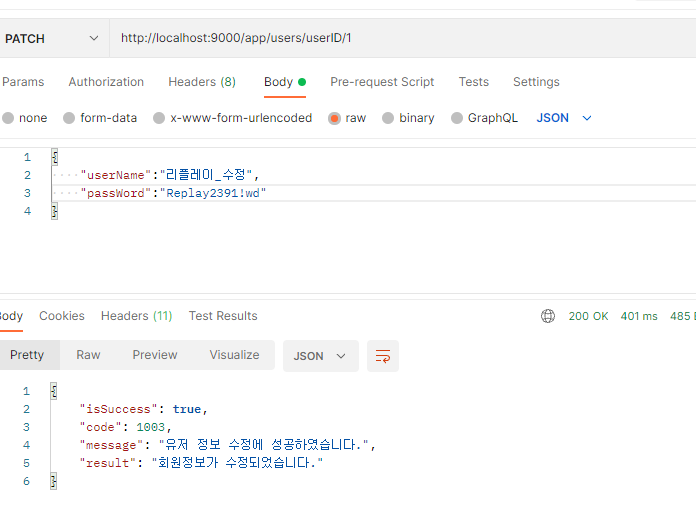 PATCH http://localhost:9000/app/users/userID/1
Params Authorization Headers (8) Body Pre-request Script Tests Settings
none form-data x-www-form-urlencoded raw binary GraphQL JSON
1 {
2 "userName":"리플레이_수정",
3 "passWord":"Replay2391!wd"
4 }
Body Cookies Headers (11) Test Results 200 OK 401 ms 485
Pretty Raw Preview Visualize JSON
1 {
2 "isSuccess": true,
3 "code": 1003,
4 "message": "유저 정보 수정에 성공하였습니다.",
5 "result": "회원정보가 수정되었습니다."
6 }